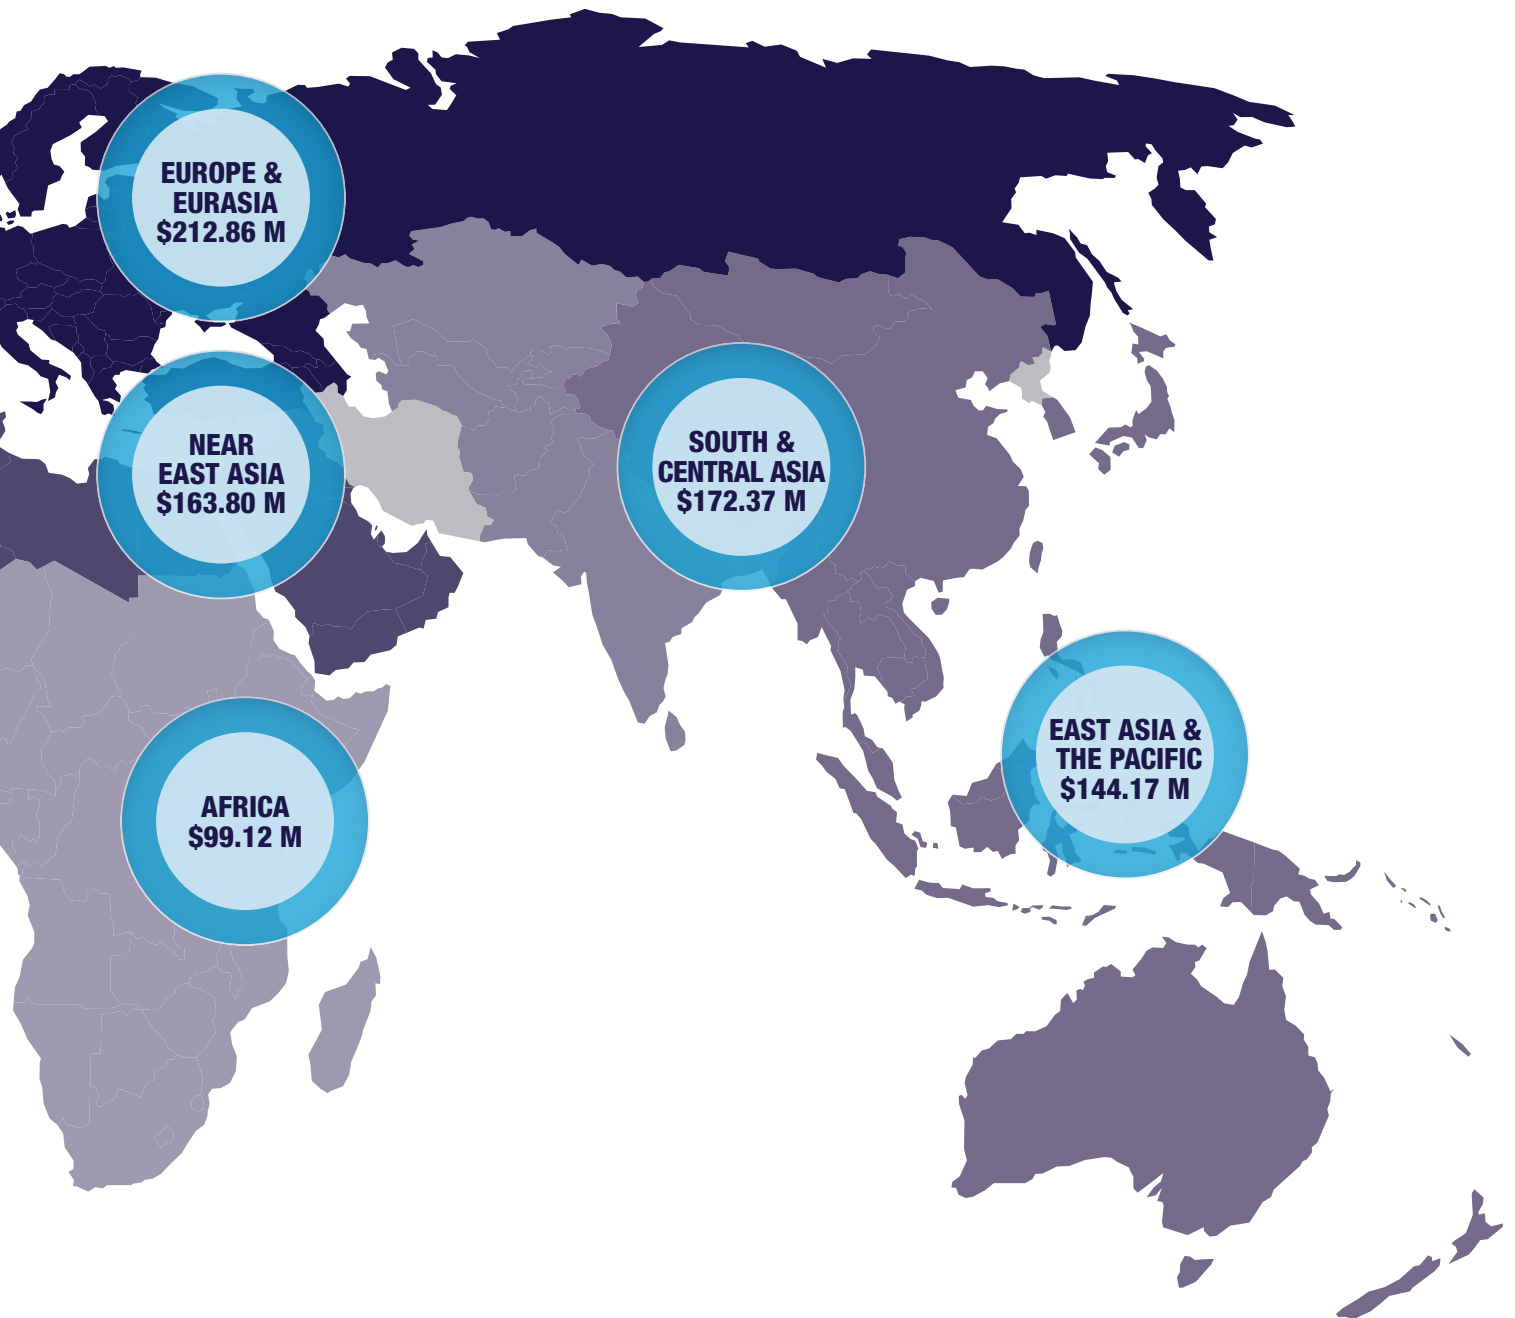 EUROPE &
EURASIA
$212.86 M
NEAR
EAST ASIA
$163.80 M
SOUTH &
CENTRAL ASIA
$172.37 M
EAST ASIA &
THE PACIFIC
$144.17 M
AFRICA
$99.12 M